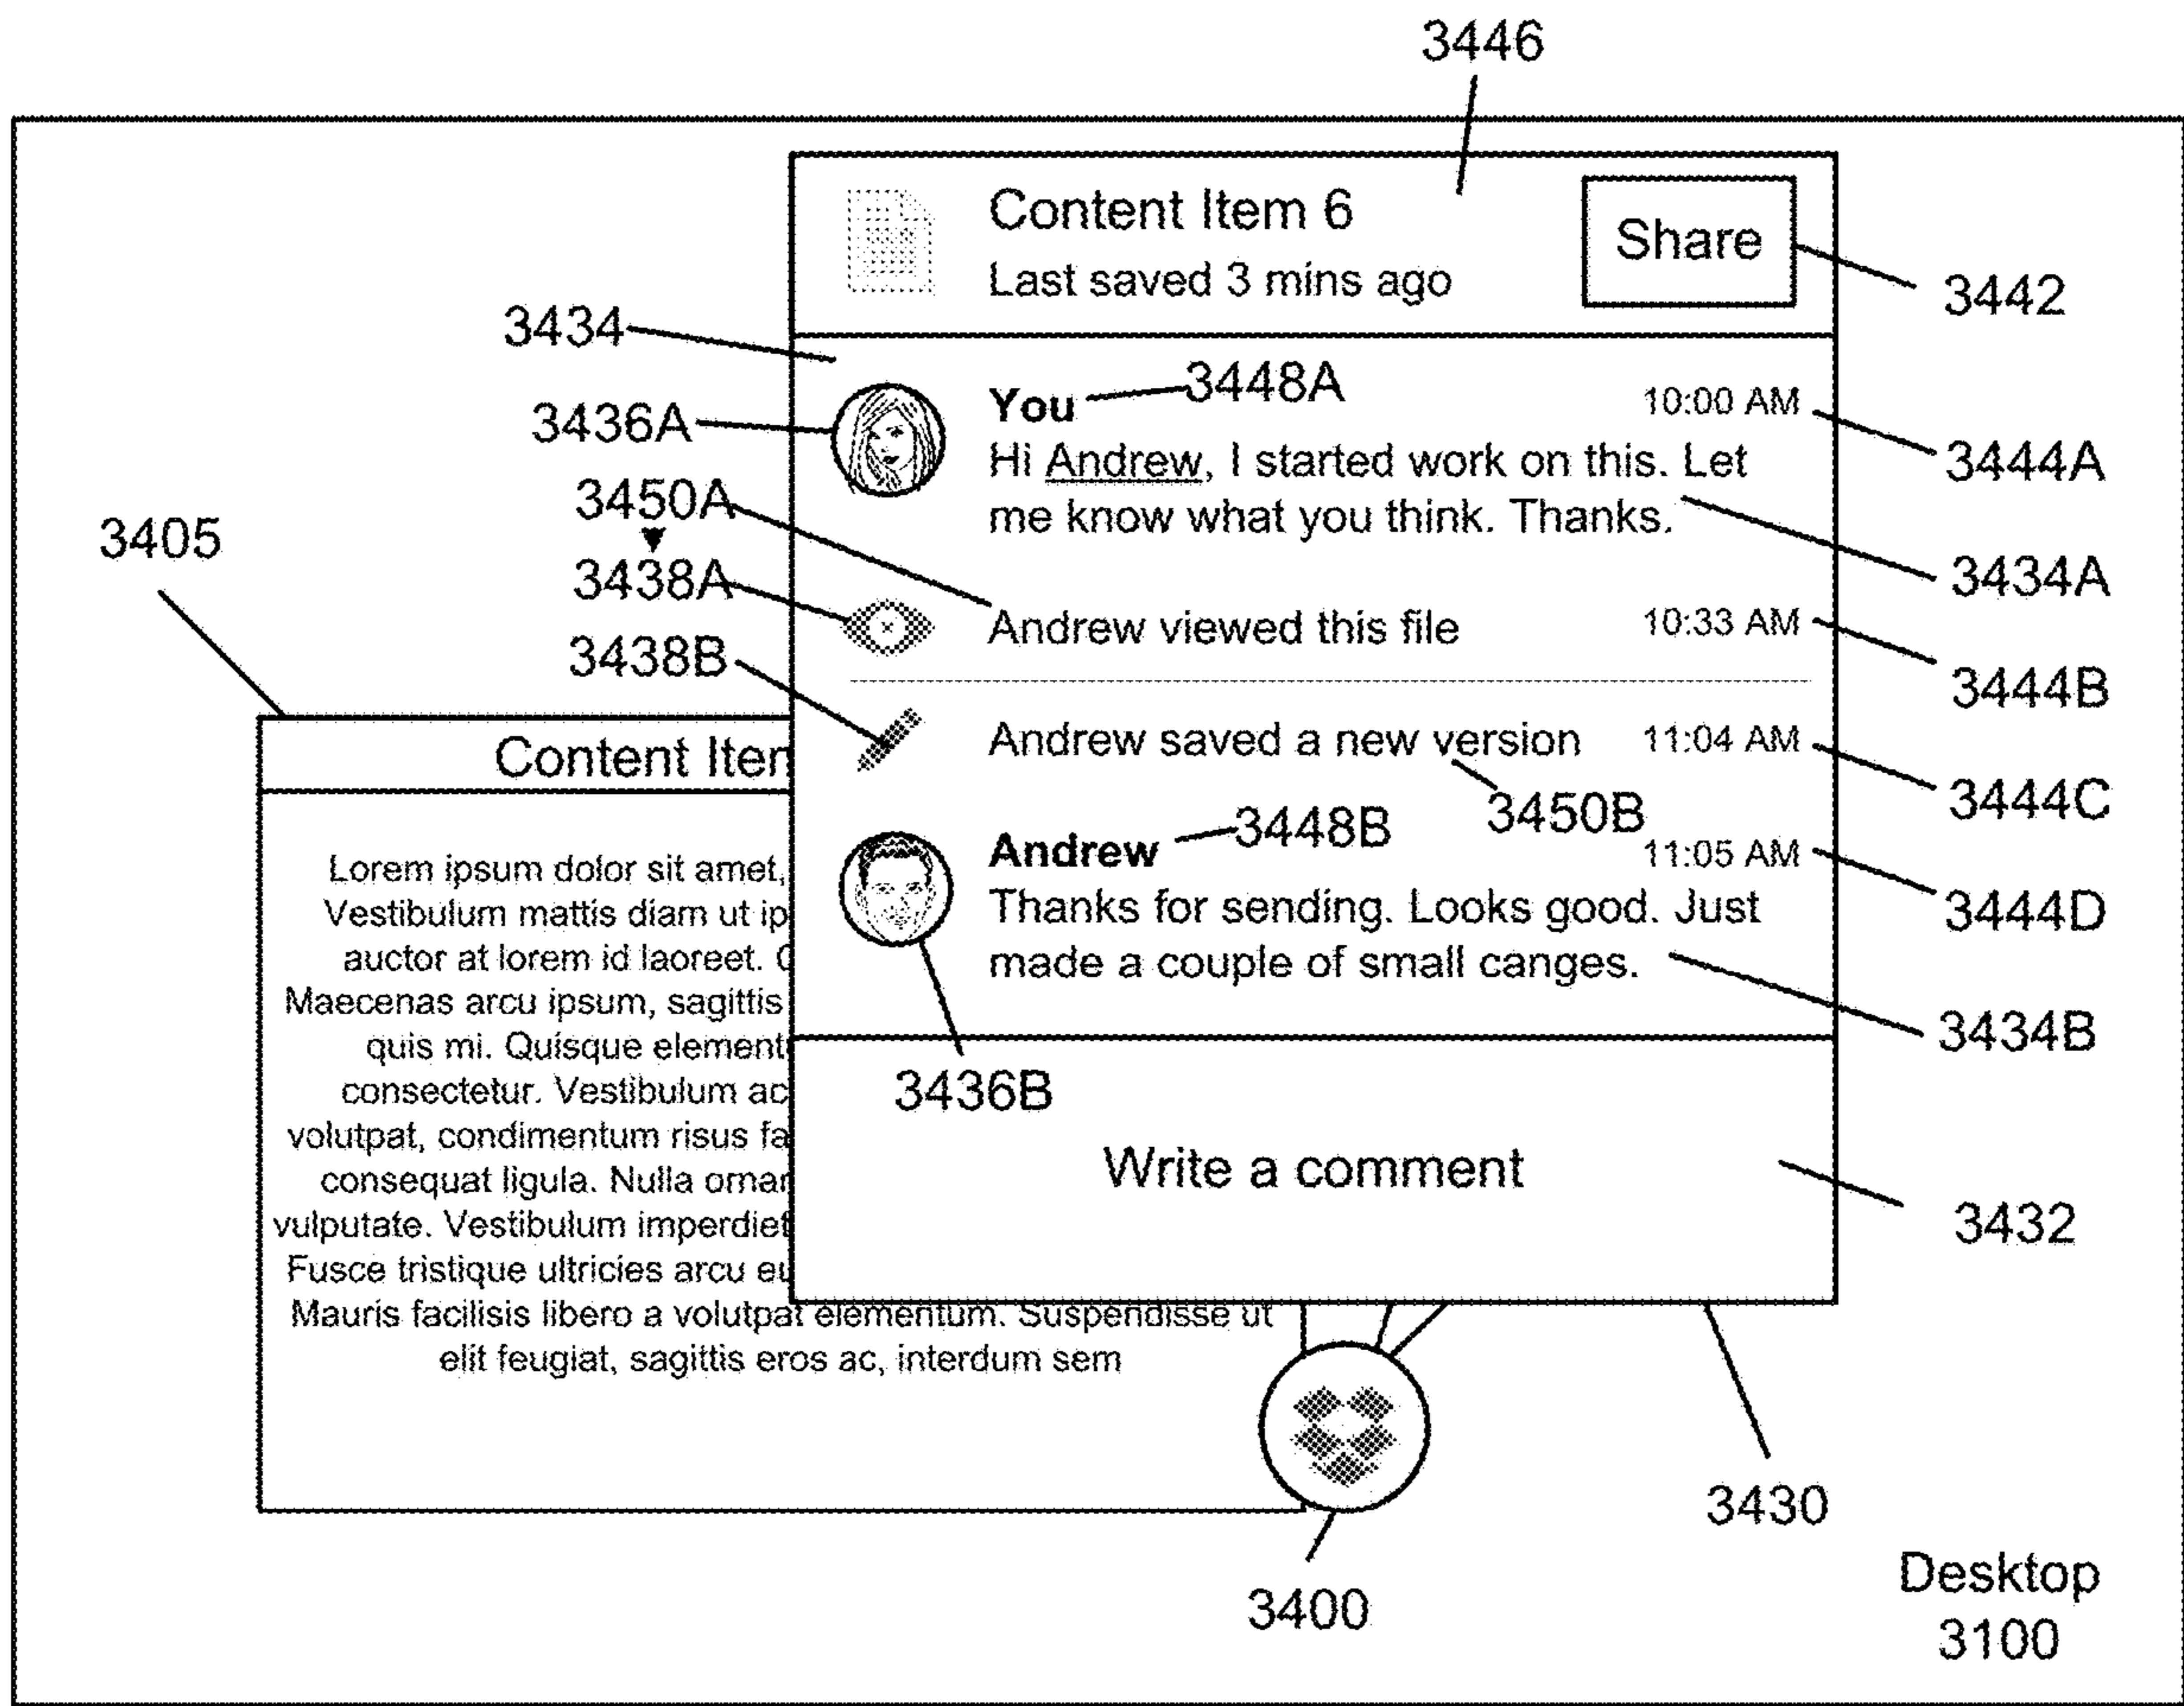 3446
Content Item 6
Last saved 3 mins ago
Share
3442
3434
3436A
3450A
3438A
3438B
3405
You
3448A
10:00 AM
3444A
Hi Andrew, I started work on this. Let
me know what you think. Thanks.
3434A
Andrew viewed this file
10:33 AM
3444B
Andrew saved a new version
11:04 AM
3444C
3450B
Andrew
3448B
11:05 AM
3444D
Thanks for sending. Looks good. Just
made a couple of small canges.
3434B
3436B
Write a comment
3432
Content Iter
Lorem ipsum dolor sit amet,
Vestibulum mattis diam ut ip
auctor at lorem id laoreet. C
Maecenas arcu ipsum, sagittis
quis mi. Quisque element
consectetur. Vestibulum ac
volutpat, condimentum risus fa
consequat ligula. Nulla ornar
vulputate. Vestibulum imperdiet
Fusce tristique ultricies arcu eu
Mauris facilisis libero a volutpat elementum. Suspendisse ut
elit feugiat, sagittis eros ac, interdum sem
3430
3400
Desktop
3100